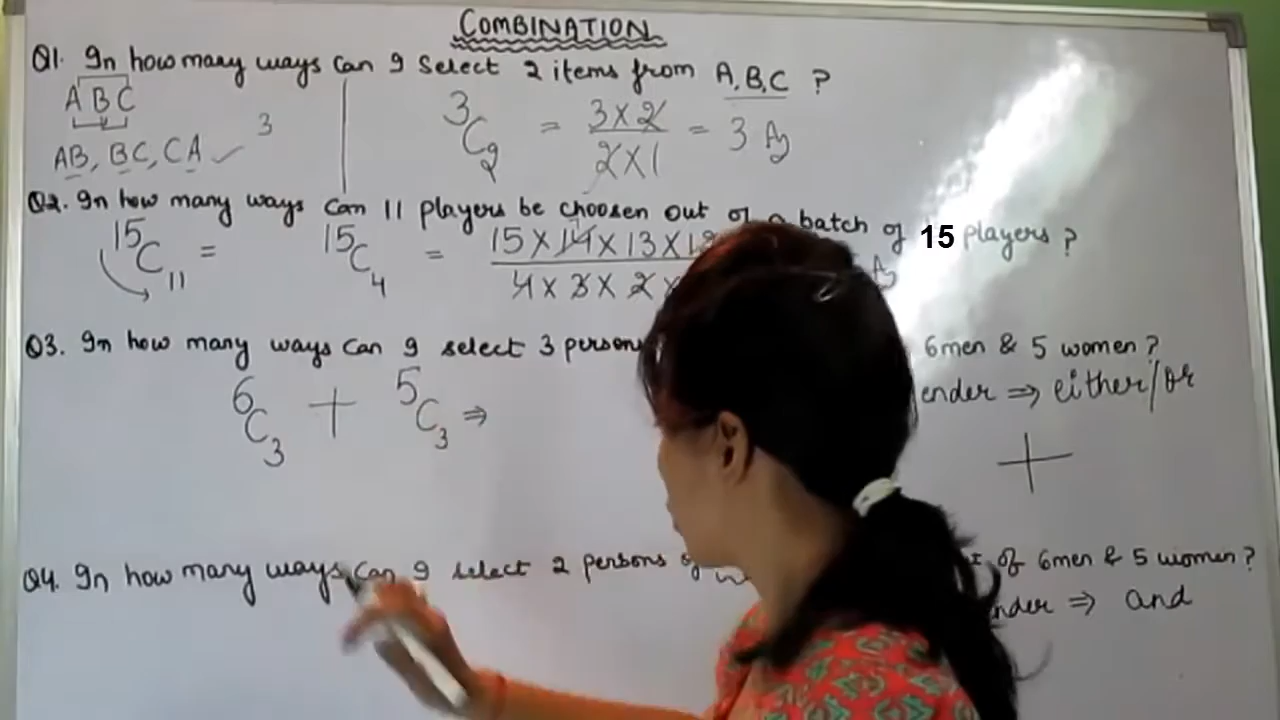 COMBINATION
Q1. In how many ways can I select 2 items from A,B,C ?
A B C
3
AB, BC, CA ✓
3C2 = 3 X 2 / 2 X 1 = 3 Az
Q2. In how many ways can 11 players be choosen out of a batch of 15 players ?
15C11 = 15C4 = 15 X 14 X 13 X 12 / 4 X 3 X 2 X
Q3. In how many ways can I select 3 persons 6men & 5 women ?
ender ⇒ either/or
6C3 + 5C3 ⇒
+
Q4. In how many ways can I select 2 persons of 6men & 5 women ?
nder ⇒ and